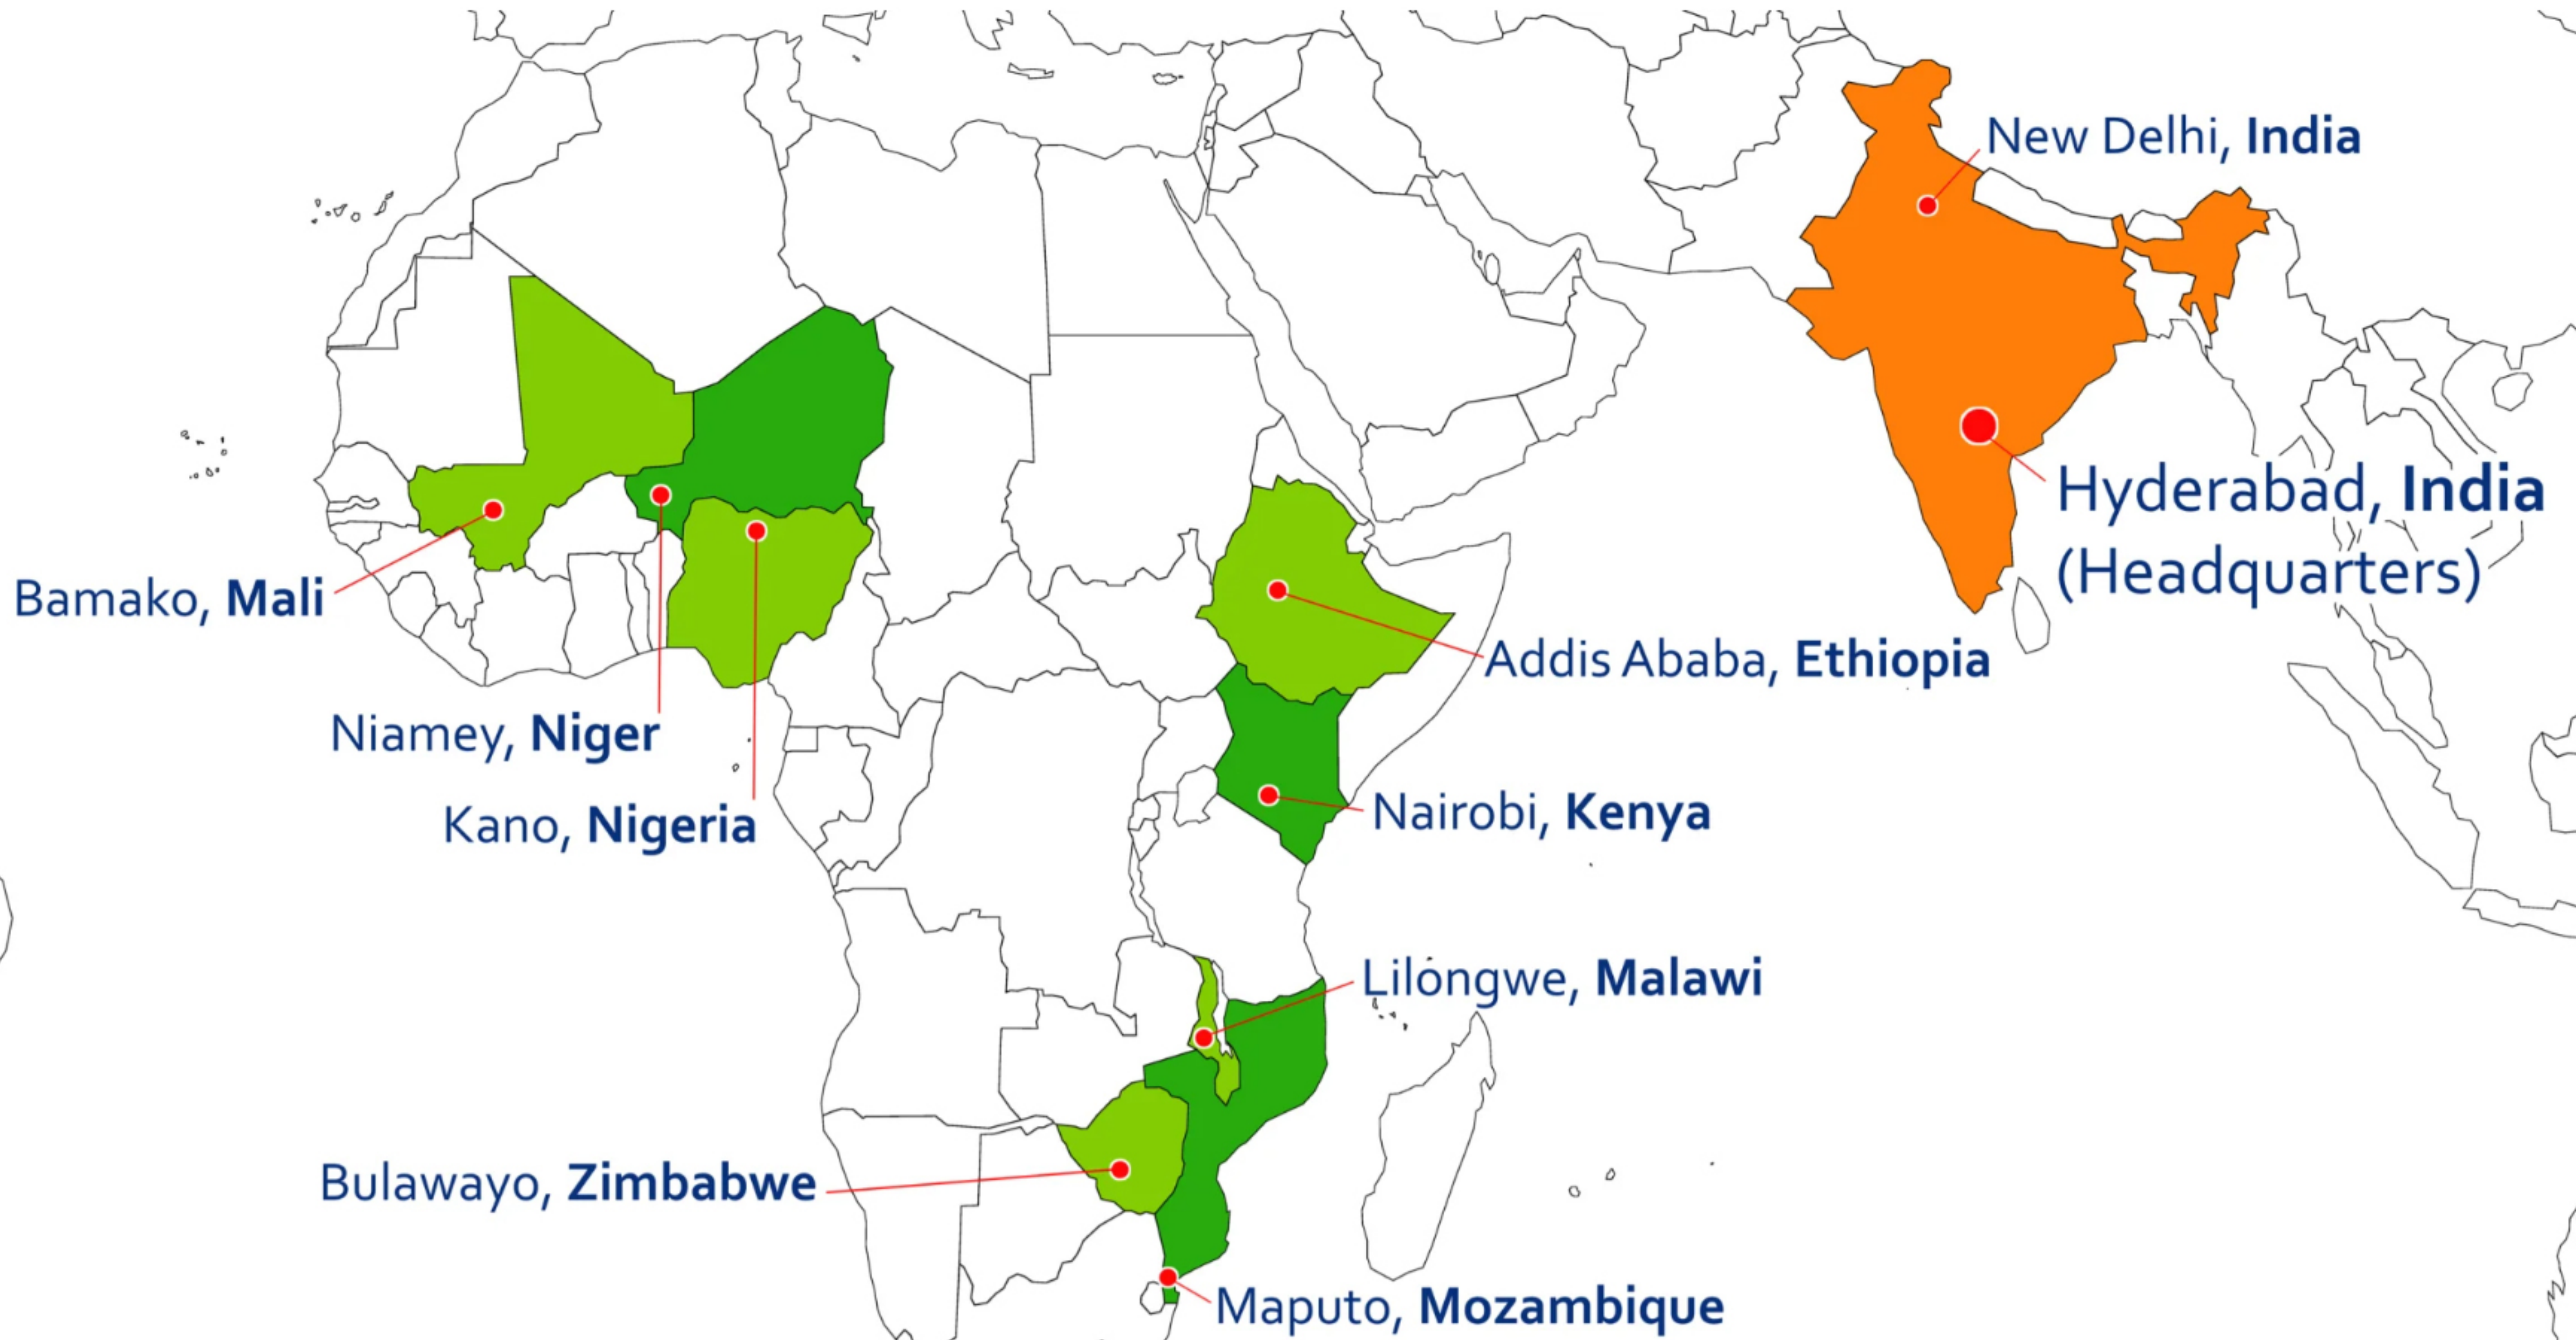 New Delhi, India
Hyderabad, India
(Headquarters)
Bamako, Mali
Addis Ababa, Ethiopia
Niamey, Niger
Kano, Nigeria
Nairobi, Kenya
Lilongwe, Malawi
Bulawayo, Zimbabwe
Maputo, Mozambique